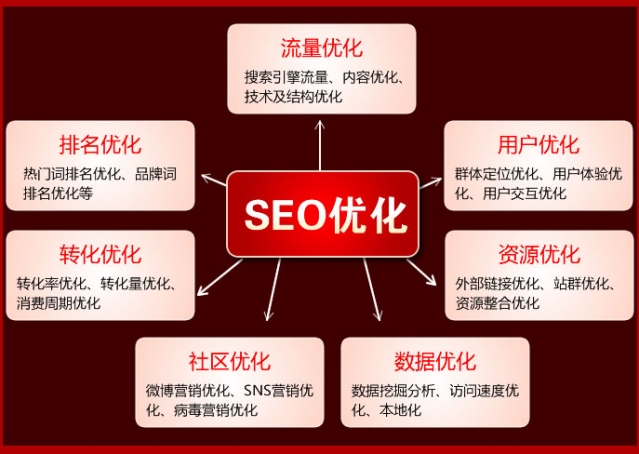 流量优化
搜索引擎流量、内容优化、
技术及结构优化
排名优化
热门词排名优化、品牌词
排名优化等
用户优化
群体定位优化、用户体验优
化、用户交互优化
SEO优化
转化优化
转化率优化、转化量优化、
消费周期优化
资源优化
外部链接优化、站群优化、
资源整合优化
社区优化
微博营销优化、SNS营销优
化、病毒营销优化
数据优化
数据挖掘分析、访问速度优
化、本地化